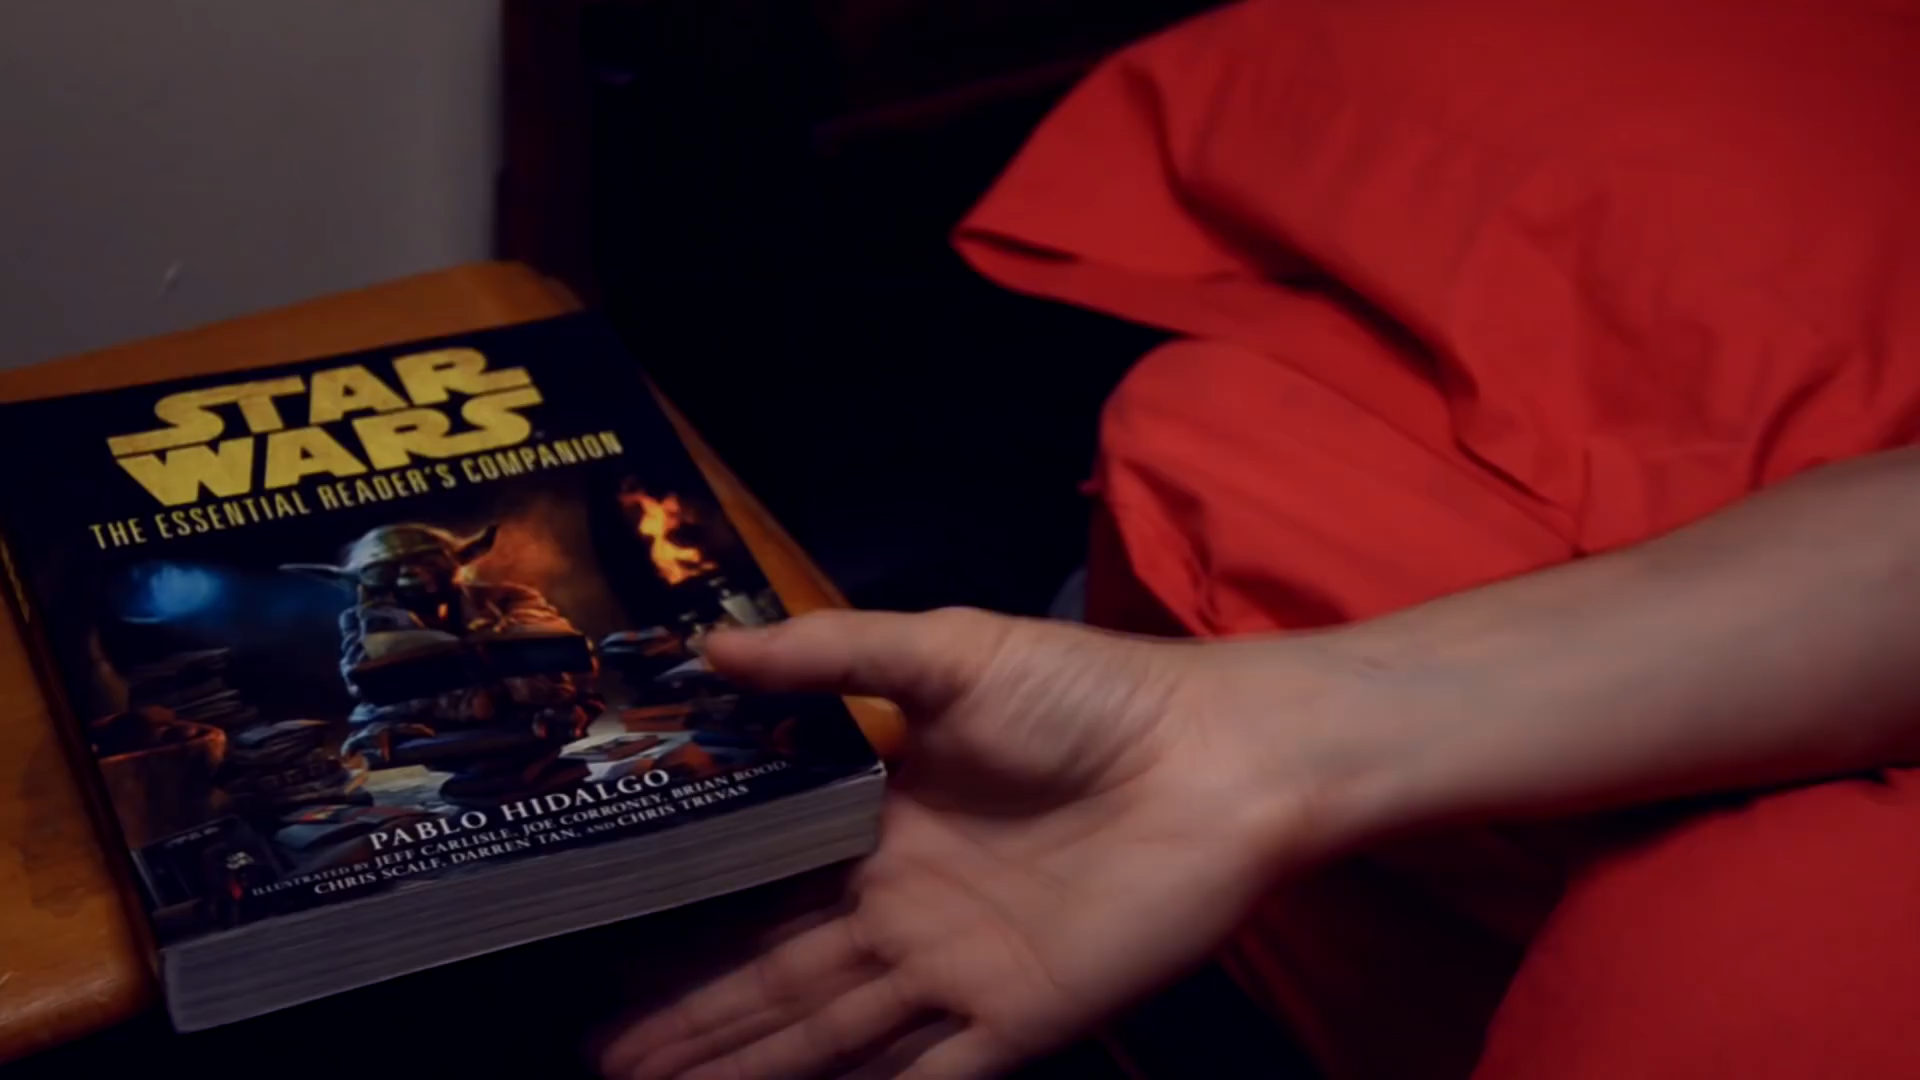 STAR
WARS
THE ESSENTIAL READER'S COMPANION
PABLO HIDALGO
ILLUSTRATED BY JEFF CARLISLE, JOE CORRONEY, BRIAN ROOD,
CHRIS SCALF, DARREN TAN, AND CHRIS TREVAS